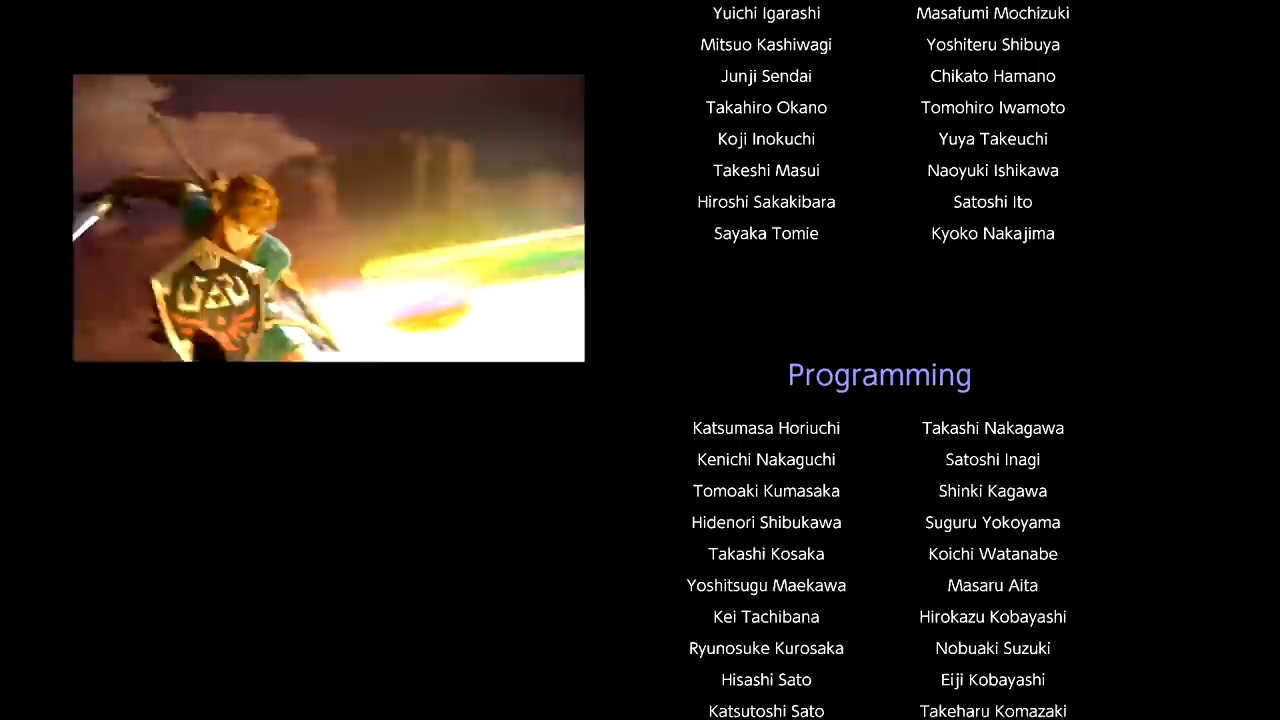 Yuichi Igarashi Masafumi Mochizuki
Mitsuo Kashiwagi Yoshiteru Shibuya
Junji Sendai Chikato Hamano
Takahiro Okano Tomohiro Iwamoto
Koji Inokuchi Yuya Takeuchi
Takeshi Masui Naoyuki Ishikawa
Hiroshi Sakakibara Satoshi Ito
Sayaka Tomie Kyoko Nakajima
Programming
Katsumasa Horiuchi Takashi Nakagawa
Kenichi Nakaguchi Satoshi Inagi
Tomoaki Kumasaka Shinki Kagawa
Hidenori Shibukawa Suguru Yokoyama
Takashi Kosaka Koichi Watanabe
Yoshitsugu Maekawa Masaru Aita
Kei Tachibana Hirokazu Kobayashi
Ryunosuke Kurosaka Nobuaki Suzuki
Hisashi Sato Eiji Kobayashi
Katsutoshi Sato Takeharu Komazaki